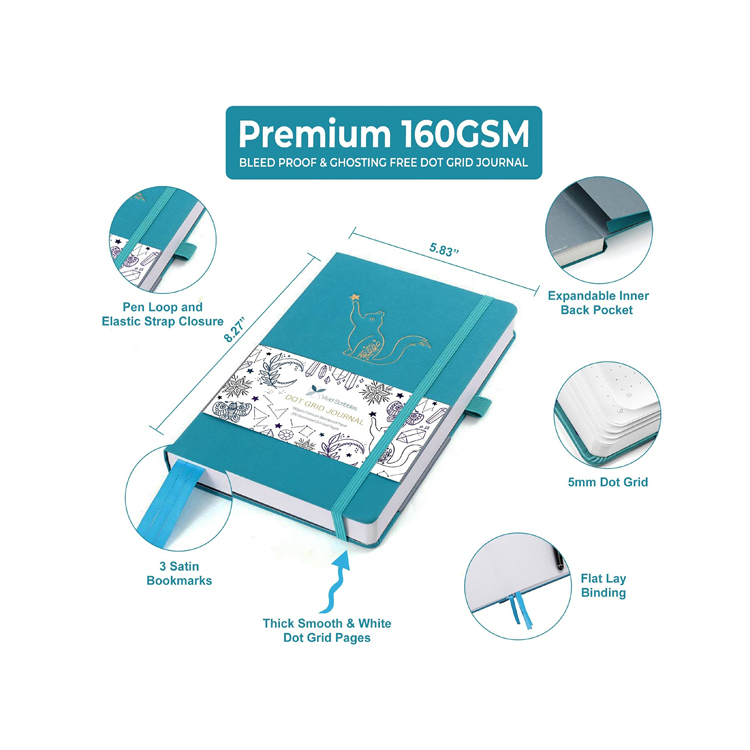 Premium 160GSM
BLEED PROOF & GHOSTING FREE DOT GRID JOURNAL
Pen Loop and
Elastic Strap Closure
8.27”
5.83”
Expandable Inner
Back Pocket
Vivid Scribbles
DOT GRID JOURNAL
5mm Dot Grid
3 Satin
Bookmarks
Thick Smooth & White
Dot Grid Pages
Flat Lay
Binding